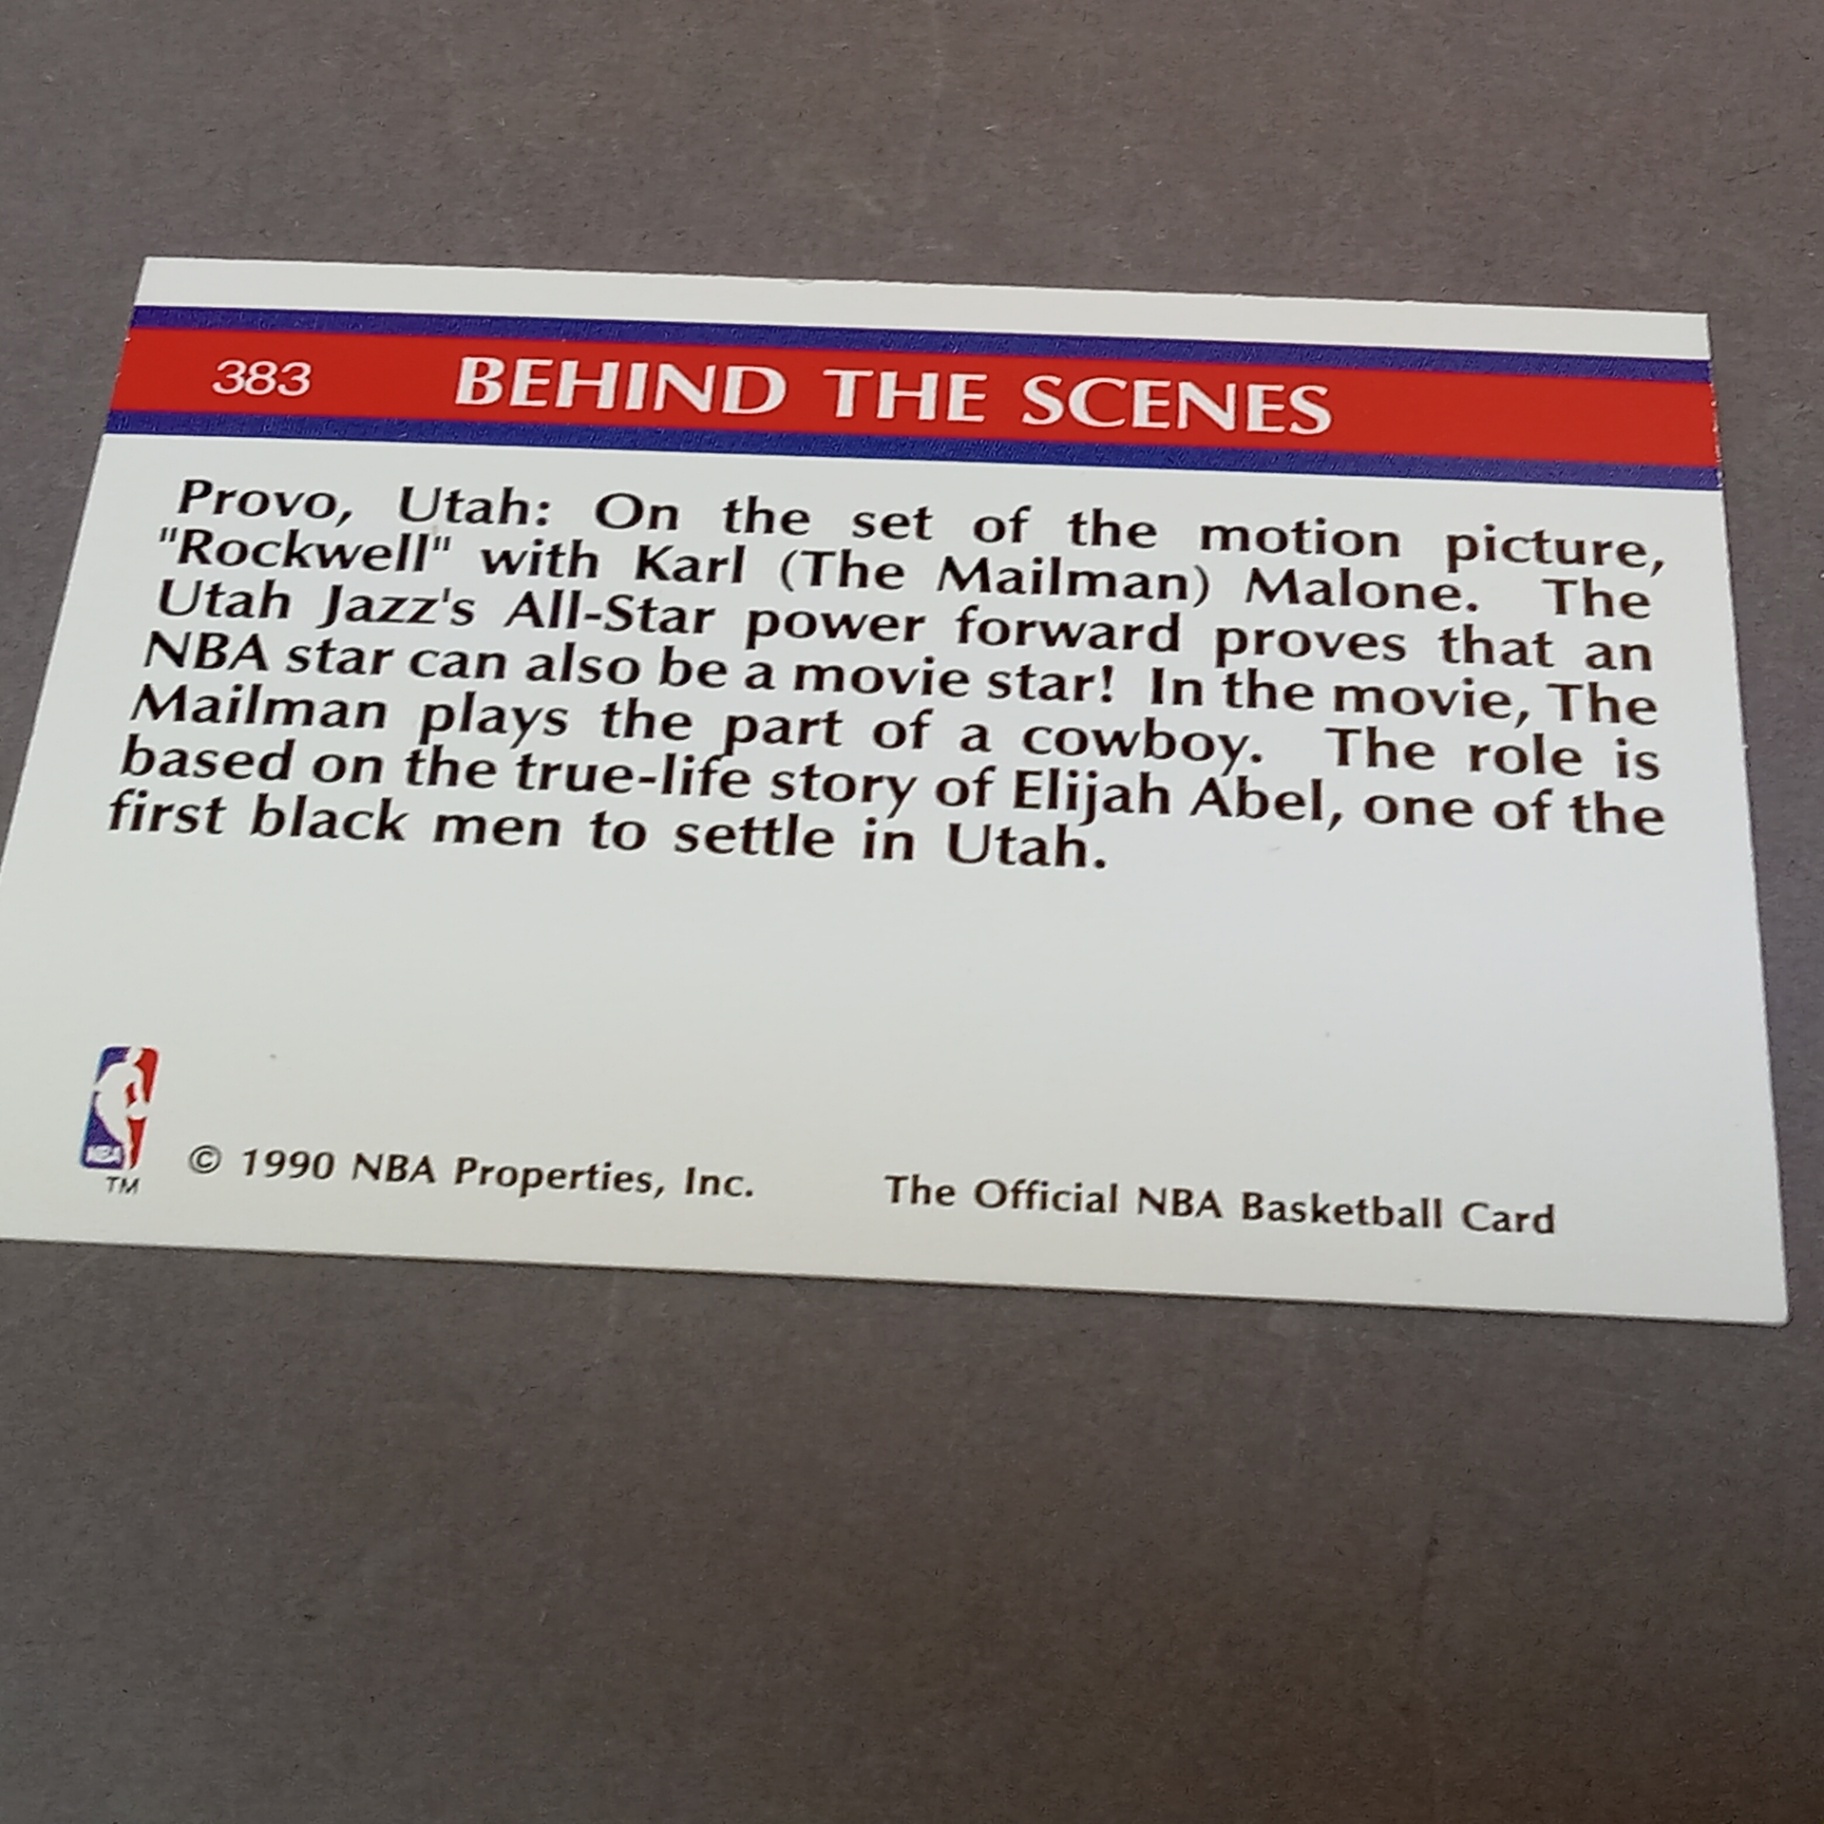 383 BEHIND THE SCENES
Provo, Utah: On the set of the motion picture,
"Rockwell" with Karl (The Mailman) Malone. The
Utah Jazz's All-Star power forward proves that an
NBA star can also be a movie star! In the movie, The
Mailman plays the part of a cowboy. The role is
based on the true-life story of Elijah Abel, one of the
first black men to settle in Utah.
NBA
TM
© 1990 NBA Properties, Inc. The Official NBA Basketball Card